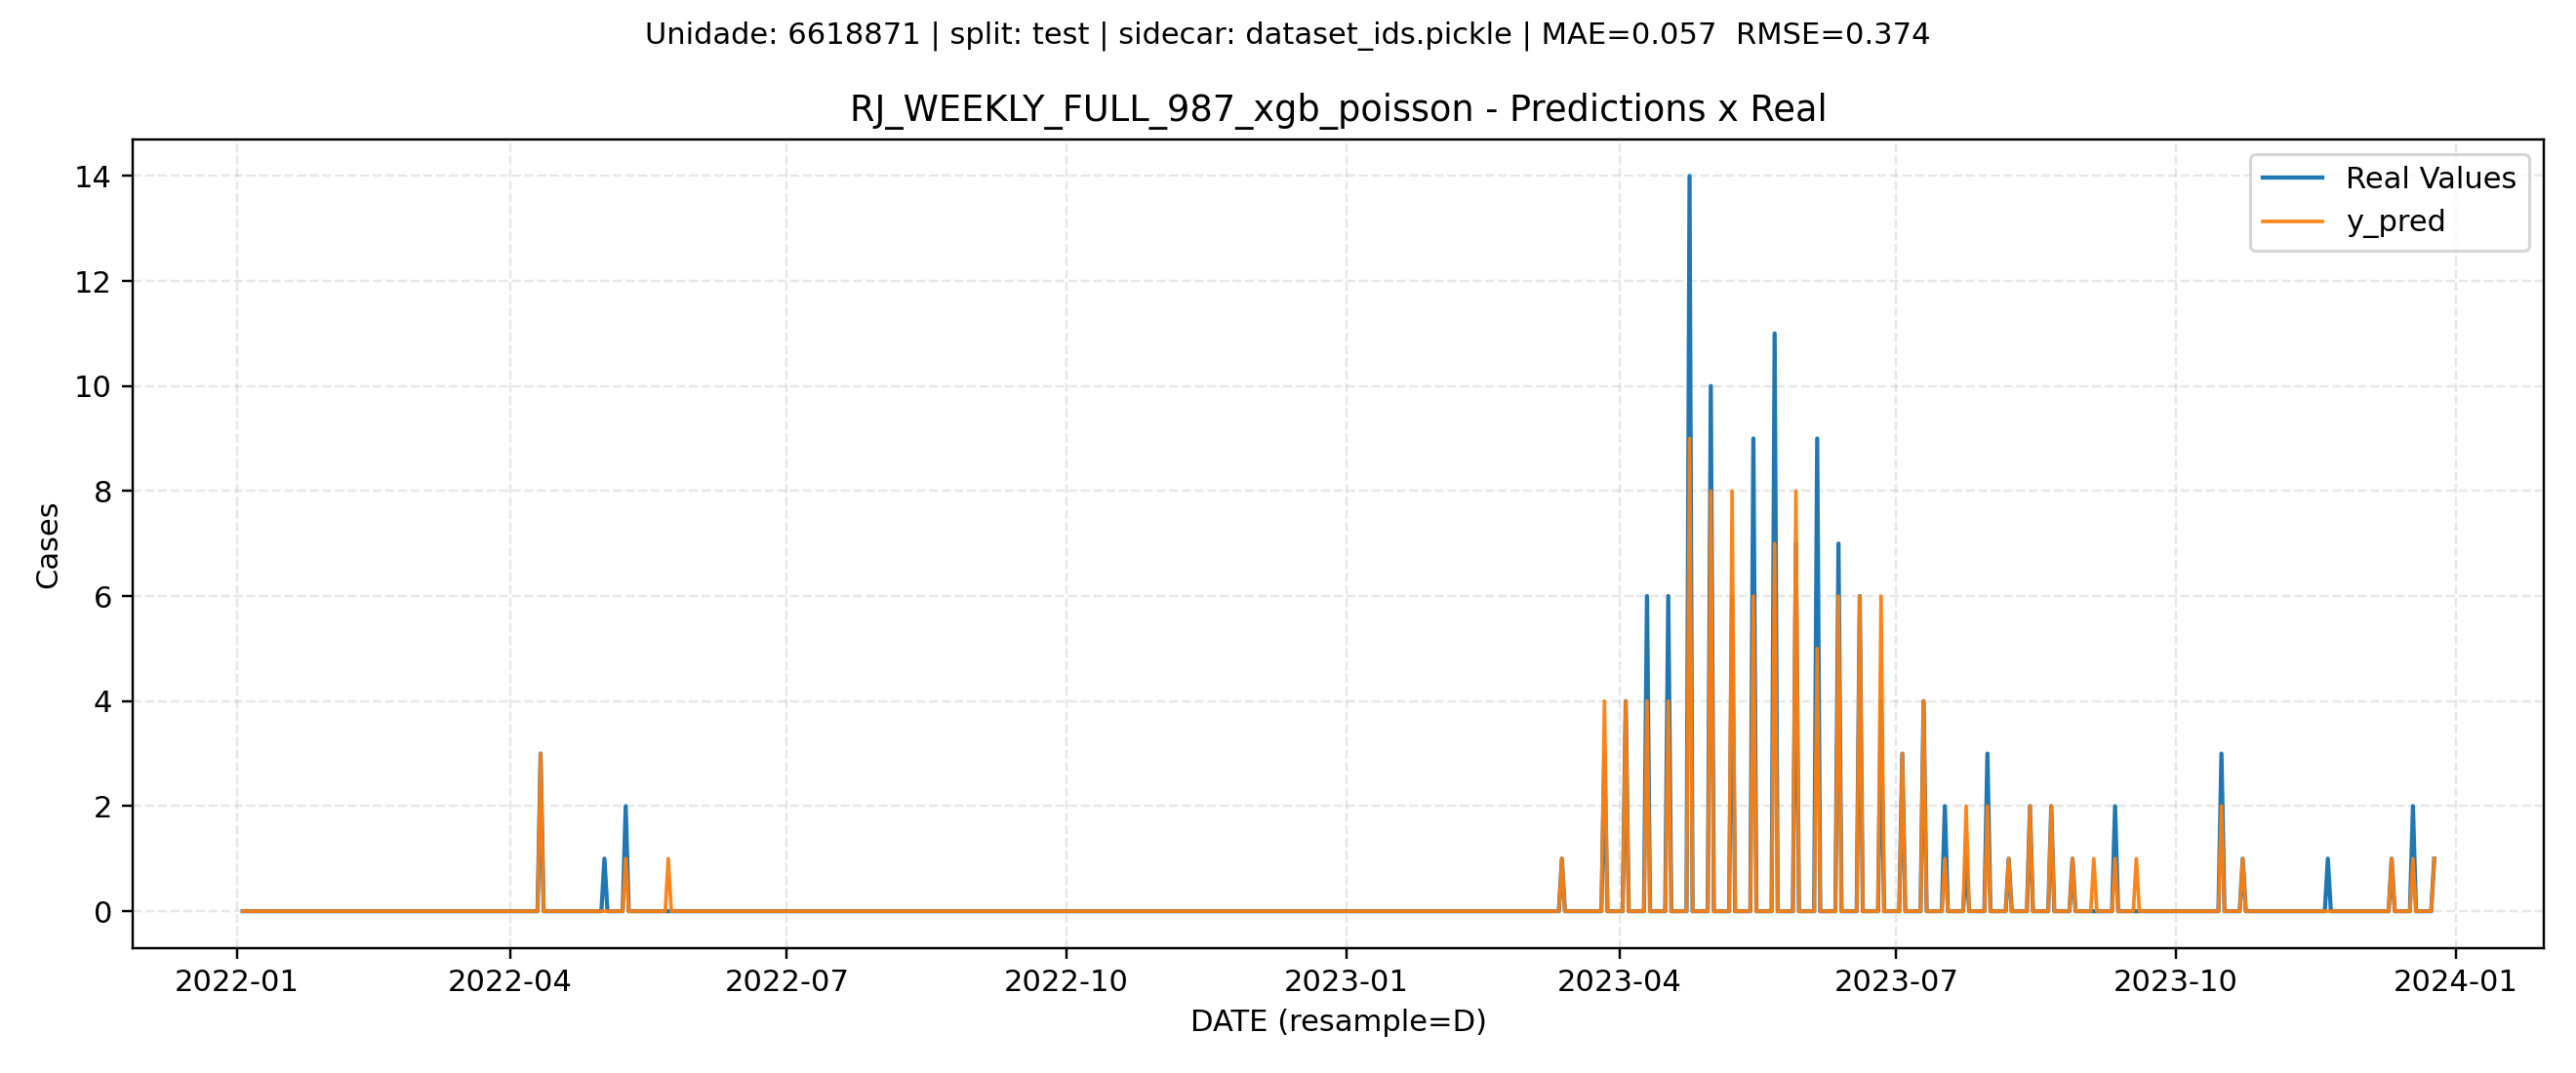 Unidade: 6618871 | split: test | sidecar: dataset_ids.pickle | MAE=0.057  RMSE=0.374
RJ_WEEKLY_FULL_987_xgb_poisson - Predictions x Real
Real Values
y_pred
14
12
10
8
6
4
2
0
Cases
2022-01 2022-04 2022-07 2022-10 2023-01 2023-04 2023-07 2023-10 2024-01
DATE (resample=D)